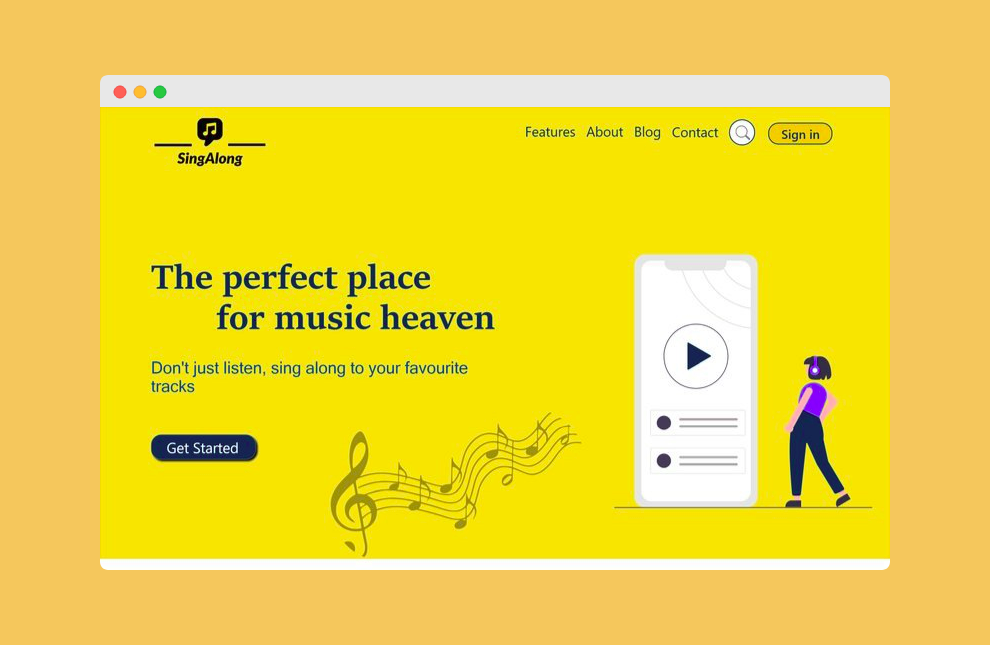 SingAlong
Features About Blog Contact
Sign in
The perfect place
for music heaven
Don't just listen, sing along to your favourite
tracks
Get Started